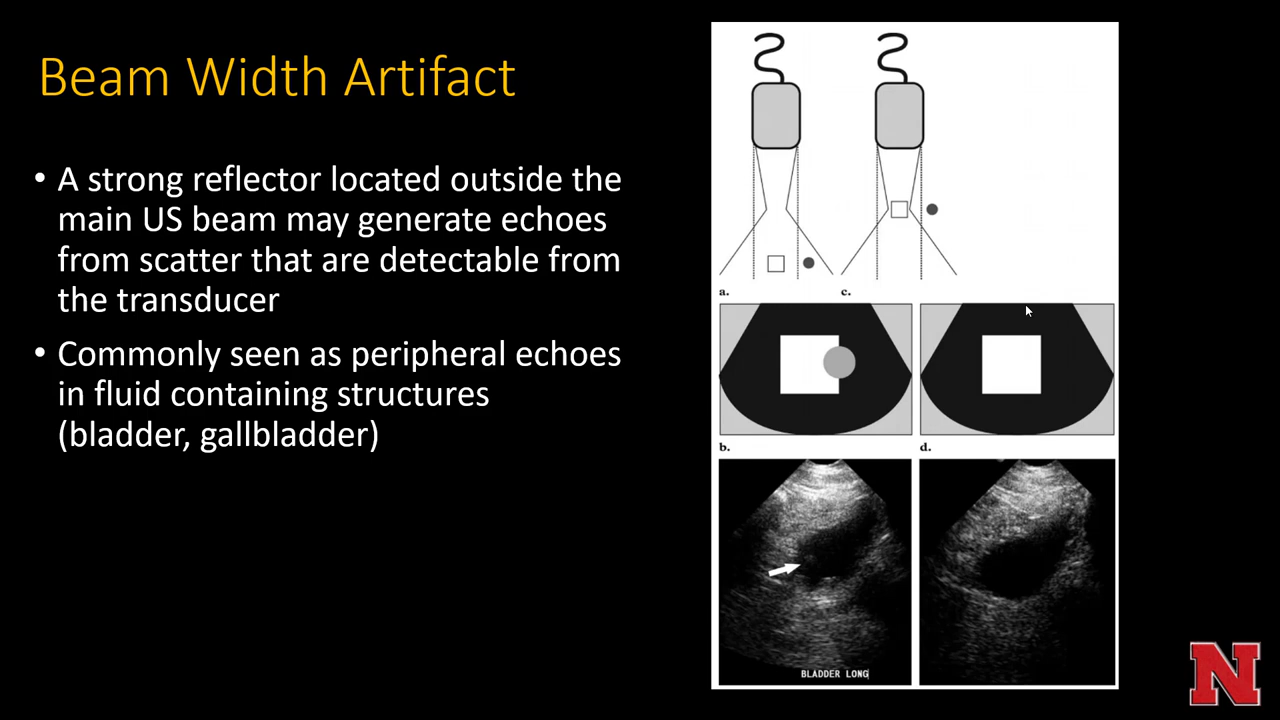 Beam Width Artifact
• A strong reflector located outside the
main US beam may generate echoes
from scatter that are detectable from
the transducer
• Commonly seen as peripheral echoes
in fluid containing structures
(bladder, gallbladder)
a.
c.
b.
d.
BLADDER LONG
N